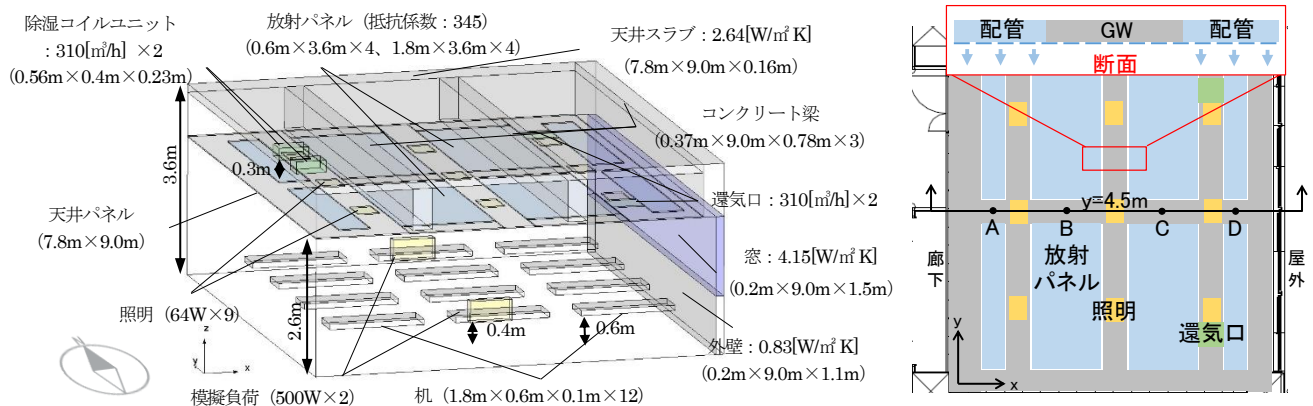 除湿コイルユニット
：310[㎥/h] ×2
(0.56m×0.4m×0.23m)
放射パネル（抵抗係数：345）
(0.6m×3.6m×4、1.8m×3.6m×4)
天井スラブ：2.64[W/㎡K]
(7.8m×9.0m×0.16m)
コンクリート梁
(0.37m×9.0m×0.78m×3)
3.6m
0.3m
還気口：310[㎥/h]×2
天井パネル
(7.8m×9.0m)
窓：4.15[W/㎡K]
(0.2m×9.0m×1.5m)
照明（64W×9）
2.6m
0.4m
0.6m
外壁：0.83[W/㎡K]
(0.2m×9.0m×1.1m)
z
y
x
模擬負荷（500W×2）
机（1.8m×0.6m×0.1m×12）
配管
GW
配管
断面
y=4.5m
A
B
C
D
廊下
放射
パネル
屋外
照明
還気口
y
x